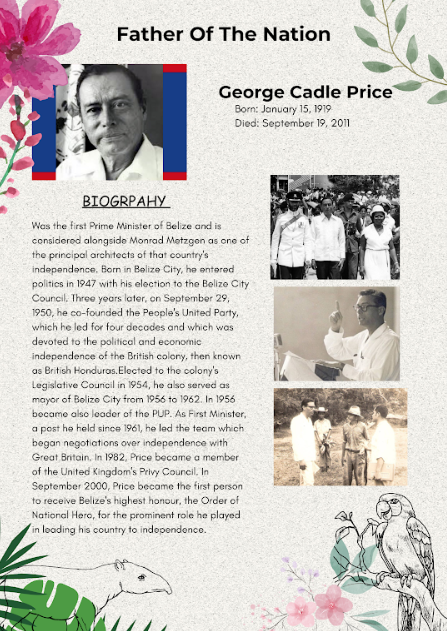 Father Of The Nation
George Cadle Price
Born: January 15, 1919
Died: September 19, 2011
BIOGRPAHY
Was the first Prime Minister of Belize and is
considered alongside Monrad Metzgen as one of
the principal architects of that country's
independence. Born in Belize City, he entered
politics in 1947 with his election to the Belize City
Council. Three years later, on September 29,
1950, he co-founded the People's United Party,
which he led for four decades and which was
devoted to the political and economic
independence of the British colony, then known
as British Honduras.Elected to the colony's
Legislative Council in 1954, he also served as
mayor of Belize City from 1956 to 1962. In 1956
became also leader of the PUP. As First Minister,
a post he held since 1961, he led the team which
began negotiations over independence with
Great Britain. In 1982, Price became a member
of the United Kingdom's Privy Council. In
September 2000, Price became the first person
to receive Belize's highest honour, the Order of
National Hero, for the prominent role he played
in leading his country to independence.